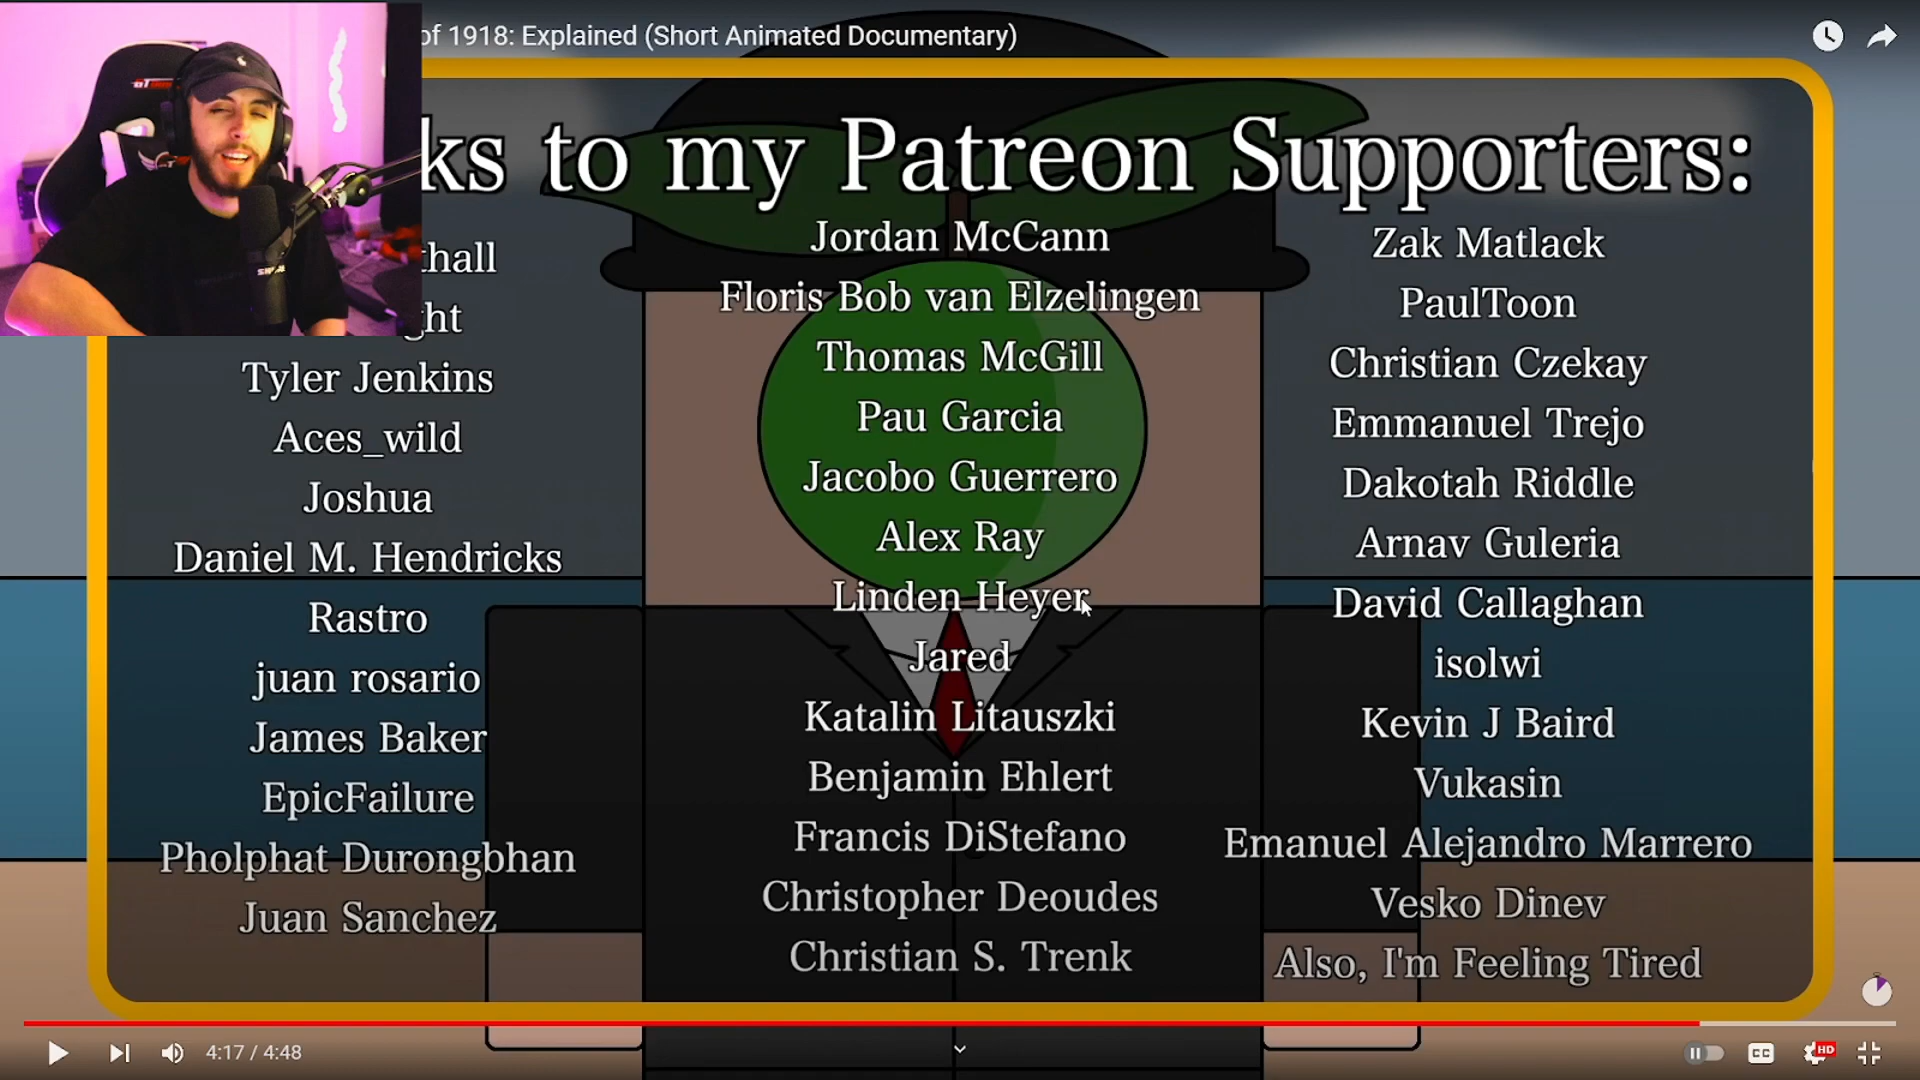 of 1918: Explained (Short Animated Documentary)
ks to my Patreon Supporters:
thall
ght
Tyler Jenkins
Aces_wild
Joshua
Daniel M. Hendricks
Rastro
juan rosario
James Baker
EpicFailure
Pholphat Durongbhan
Juan Sanchez
Jordan McCann
Floris Bob van Elzelingen
Thomas McGill
Pau Garcia
Jacobo Guerrero
Alex Ray
Linden Heyer
Jared
Katalin Litauszki
Benjamin Ehlert
Francis DiStefano
Christopher Deoudes
Christian S. Trenk
Zak Matlack
PaulToon
Christian Czekay
Emmanuel Trejo
Dakotah Riddle
Arnav Guleria
David Callaghan
isolwi
Kevin J Baird
Vukasin
Emanuel Alejandro Marrero
Vesko Dinev
Also, I'm Feeling Tired
4:17 / 4:48
CC
HD